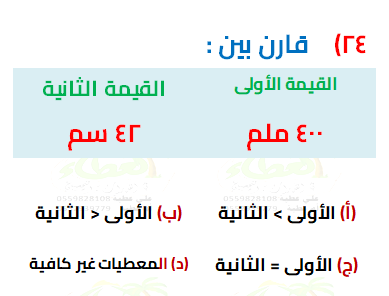 ٢٤) قارن بين :
القيمة الأولى القيمة الثانية
٤٠٠ ملم ٤٢ سم
(أ) الأولى > الثانية (ب) الأولى < الثانية
(ج) الأولى = الثانية (د) المعطيات غير كافية